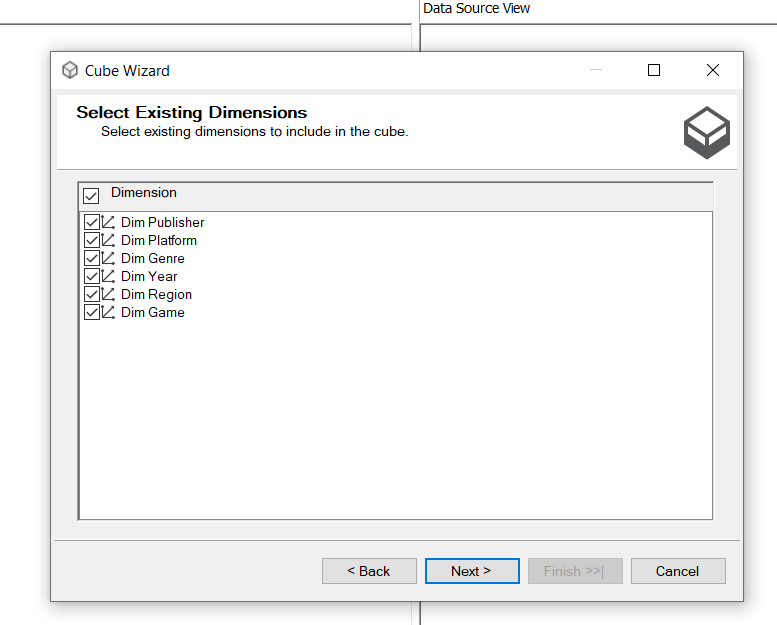 Data Source View
Cube Wizard
Select Existing Dimensions
Select existing dimensions to include in the cube.
Dimension
Dim Publisher
Dim Platform
Dim Genre
Dim Year
Dim Region
Dim Game
< Back
Next >
Finish >>|
Cancel